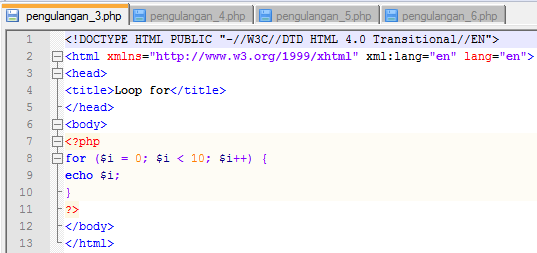 pengulangan_3.php pengulangan_4.php pengulangan_5.php pengulangan_6.php
1 <!DOCTYPE HTML PUBLIC "-//W3C//DTD HTML 4.0 Transitional//EN">
2 <html xmlns="http://www.w3.org/1999/xhtml" xml:lang="en" lang="en">
3 <head>
4 <title>Loop for</title>
5 </head>
6 <body>
7 <?php
8 for ($i = 0; $i < 10; $i++) {
9 echo $i;
10 }
11 ?>
12 </body>
13 </html>